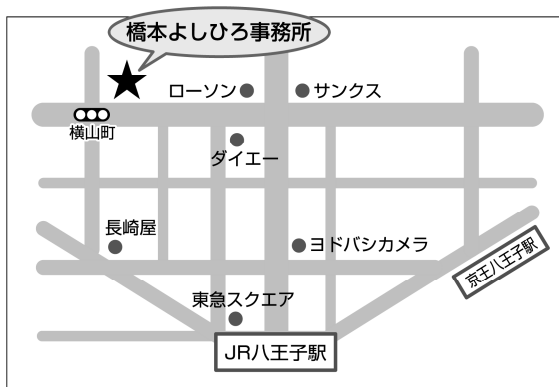 橋本よしひろ事務所
ローソン
サンクス
横山町
ダイエー
長崎屋
ヨドバシカメラ
京王八王子駅
東急スクエア
JR八王子駅